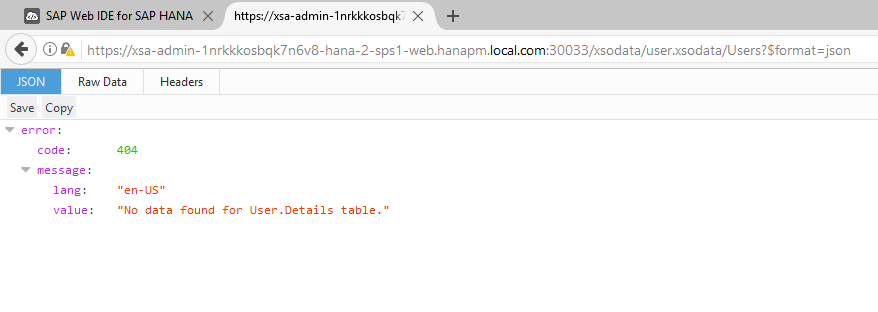 SAP Web IDE for SAP HANA
https://xsa-admin-1nrkkkosbqk7
https://xsa-admin-1nrkkkosbqk7n6v8-hana-2-sps1-web.hanapm.local.com:30033/xsodata/user.xsodata/Users?$format=json
JSON Raw Data Headers
Save Copy
error:
code: 404
message:
lang: "en-US"
value: "No data found for User.Details table."